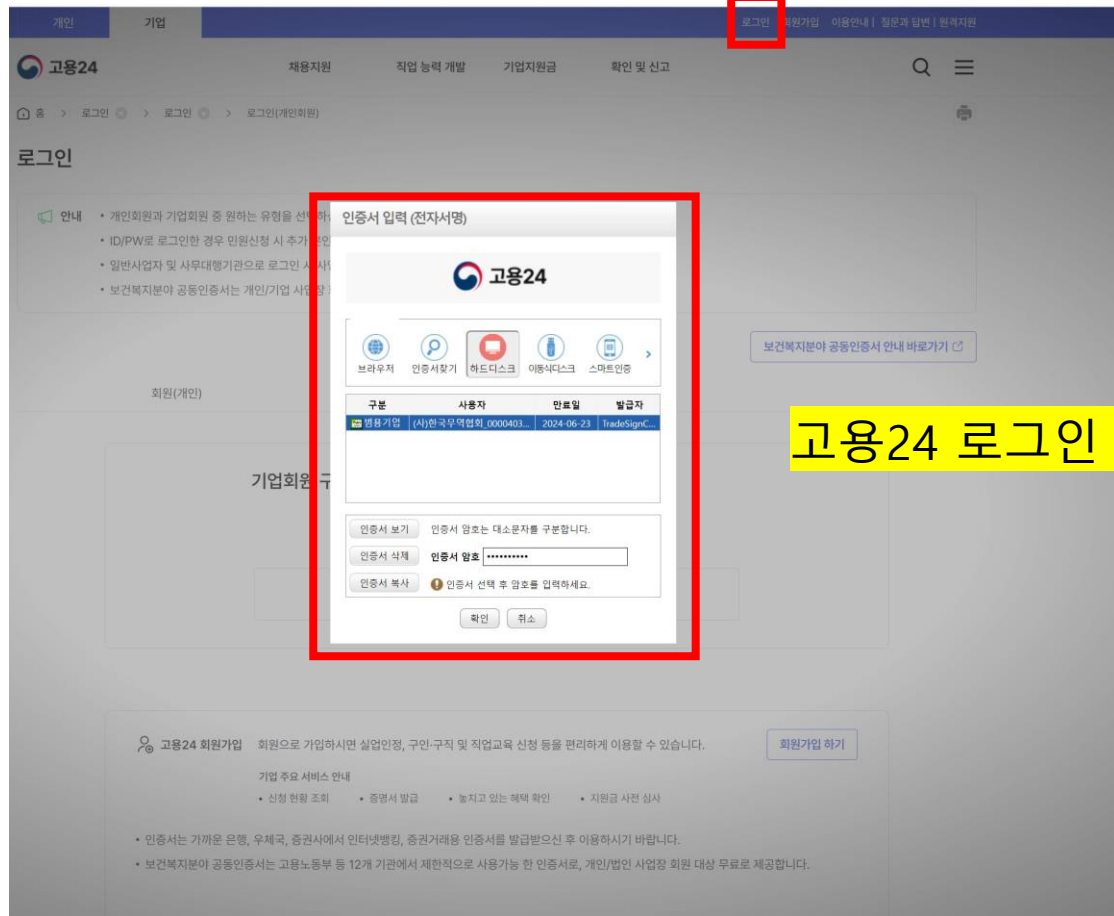 개인 기업 로그인 회원가입 이용안내 | 질문과 답변 | 원격지원
고용24 채용지원 직업 능력 개발 기업지원금 확인 및 신고
홈 > 로그인 > 로그인 > 로그인(개인회원)
로그인
안내 • 개인회원과 기업회원 중 원하는 유형을 선택하
• ID/PW로 로그인한 경우 민원신청 시 추가
• 일반사업자 및 사무대행기관으로 로그인 시
• 보건복지분야 공동인증서는 개인/기업 사업장
보건복지분야 공동인증서 안내 바로가기
회원(개인)
기업회원 구
인증서 입력 (전자서명)
고용24
브라우저 인증서찾기 하드디스크 이동식디스크 스마트인증 >
구분 사용자 만료일 발급자
범용기업 (사)한국무역협회_0000403... 2024-06-23 TradeSignC...
인증서 보기 인증서 암호는 대소문자를 구분합니다.
인증서 삭제 인증서 암호 ••••••••••
인증서 복사 인증서 선택 후 암호를 입력하세요.
확인 취소
고용24 로그인
고용24 회원가입 회원으로 가입하시면 실업인정, 구인·구직 및 직업교육 신청 등을 편리하게 이용할 수 있습니다. 회원가입 하기
기업 주요 서비스 안내
• 신청 현황 조회 • 증명서 발급 • 놓치고 있는 혜택 확인 • 지원금 사전 심사
• 인증서는 가까운 은행, 우체국, 증권사에서 인터넷뱅킹, 증권거래용 인증서를 발급받으신 후 이용하시기 바랍니다.
• 보건복지분야 공동인증서는 고용노동부 등 12개 기관에서 제한적으로 사용가능 한 인증서로, 개인/법인 사업장 회원 대상 무료로 제공합니다.